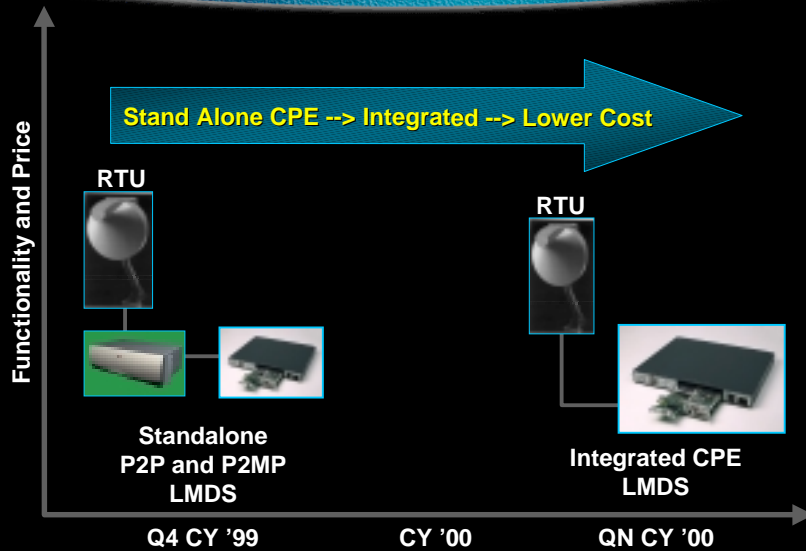 Stand Alone CPE --> Integrated --> Lower Cost
Functionality and Price
RTU
RTU
Standalone
P2P and P2MP
LMDS
Integrated CPE
LMDS
Q4 CY ’99
CY ’00
QN CY ’00